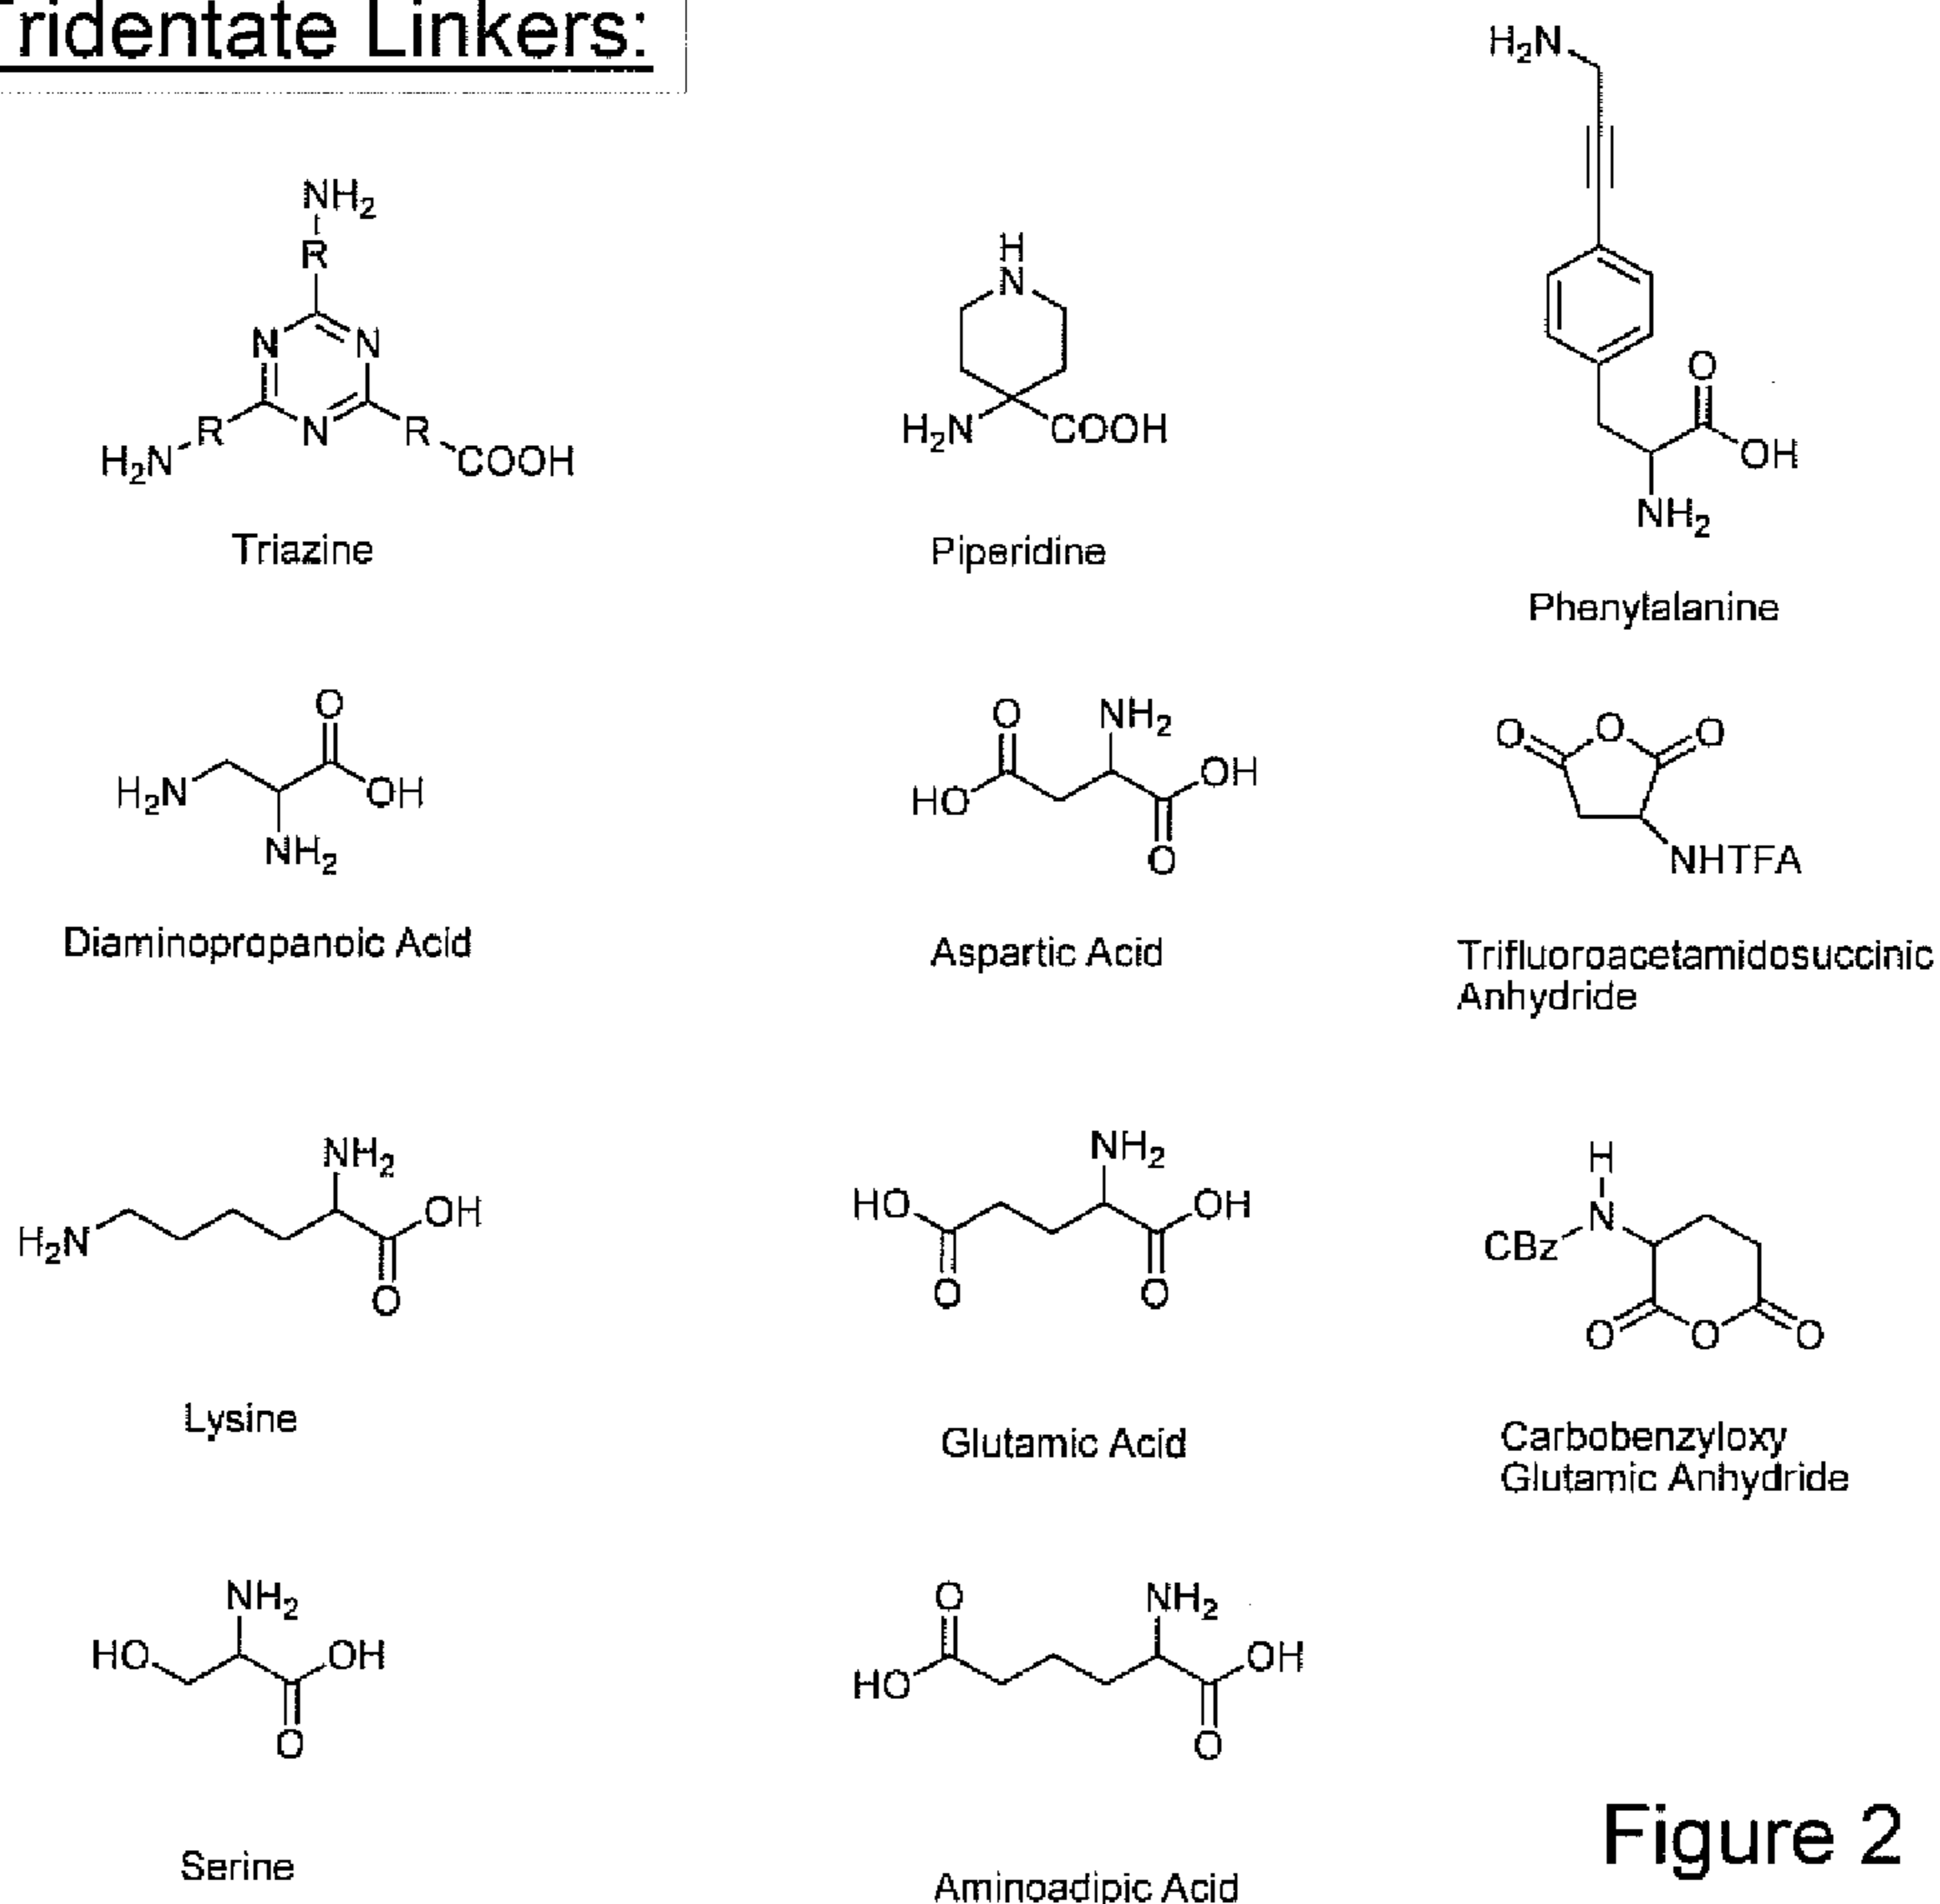 Tridentate Linkers:
H2N
NH2
R
N N
N
R R
H2N COOH
Triazine
H
N
H2N COOH
Piperidine
O
OH
NH2
Phenylalanine
O
H2N OH
NH2
Diaminopropanoic Acid
O NH2
HO OH
O
Aspartic Acid
O O O
NHTFA
Trifluoroacetamidosuccinic
Anhydride
NH2
H2N OH
O
Lysine
NH2
HO OH
O O
Glutamic Acid
H
N
CBz
O O O
Carbobenzyloxy
Glutamic Anhydride
NH2
HO OH
O
Serine
O NH2
HO OH
O
Aminoadipic Acid
Figure 2